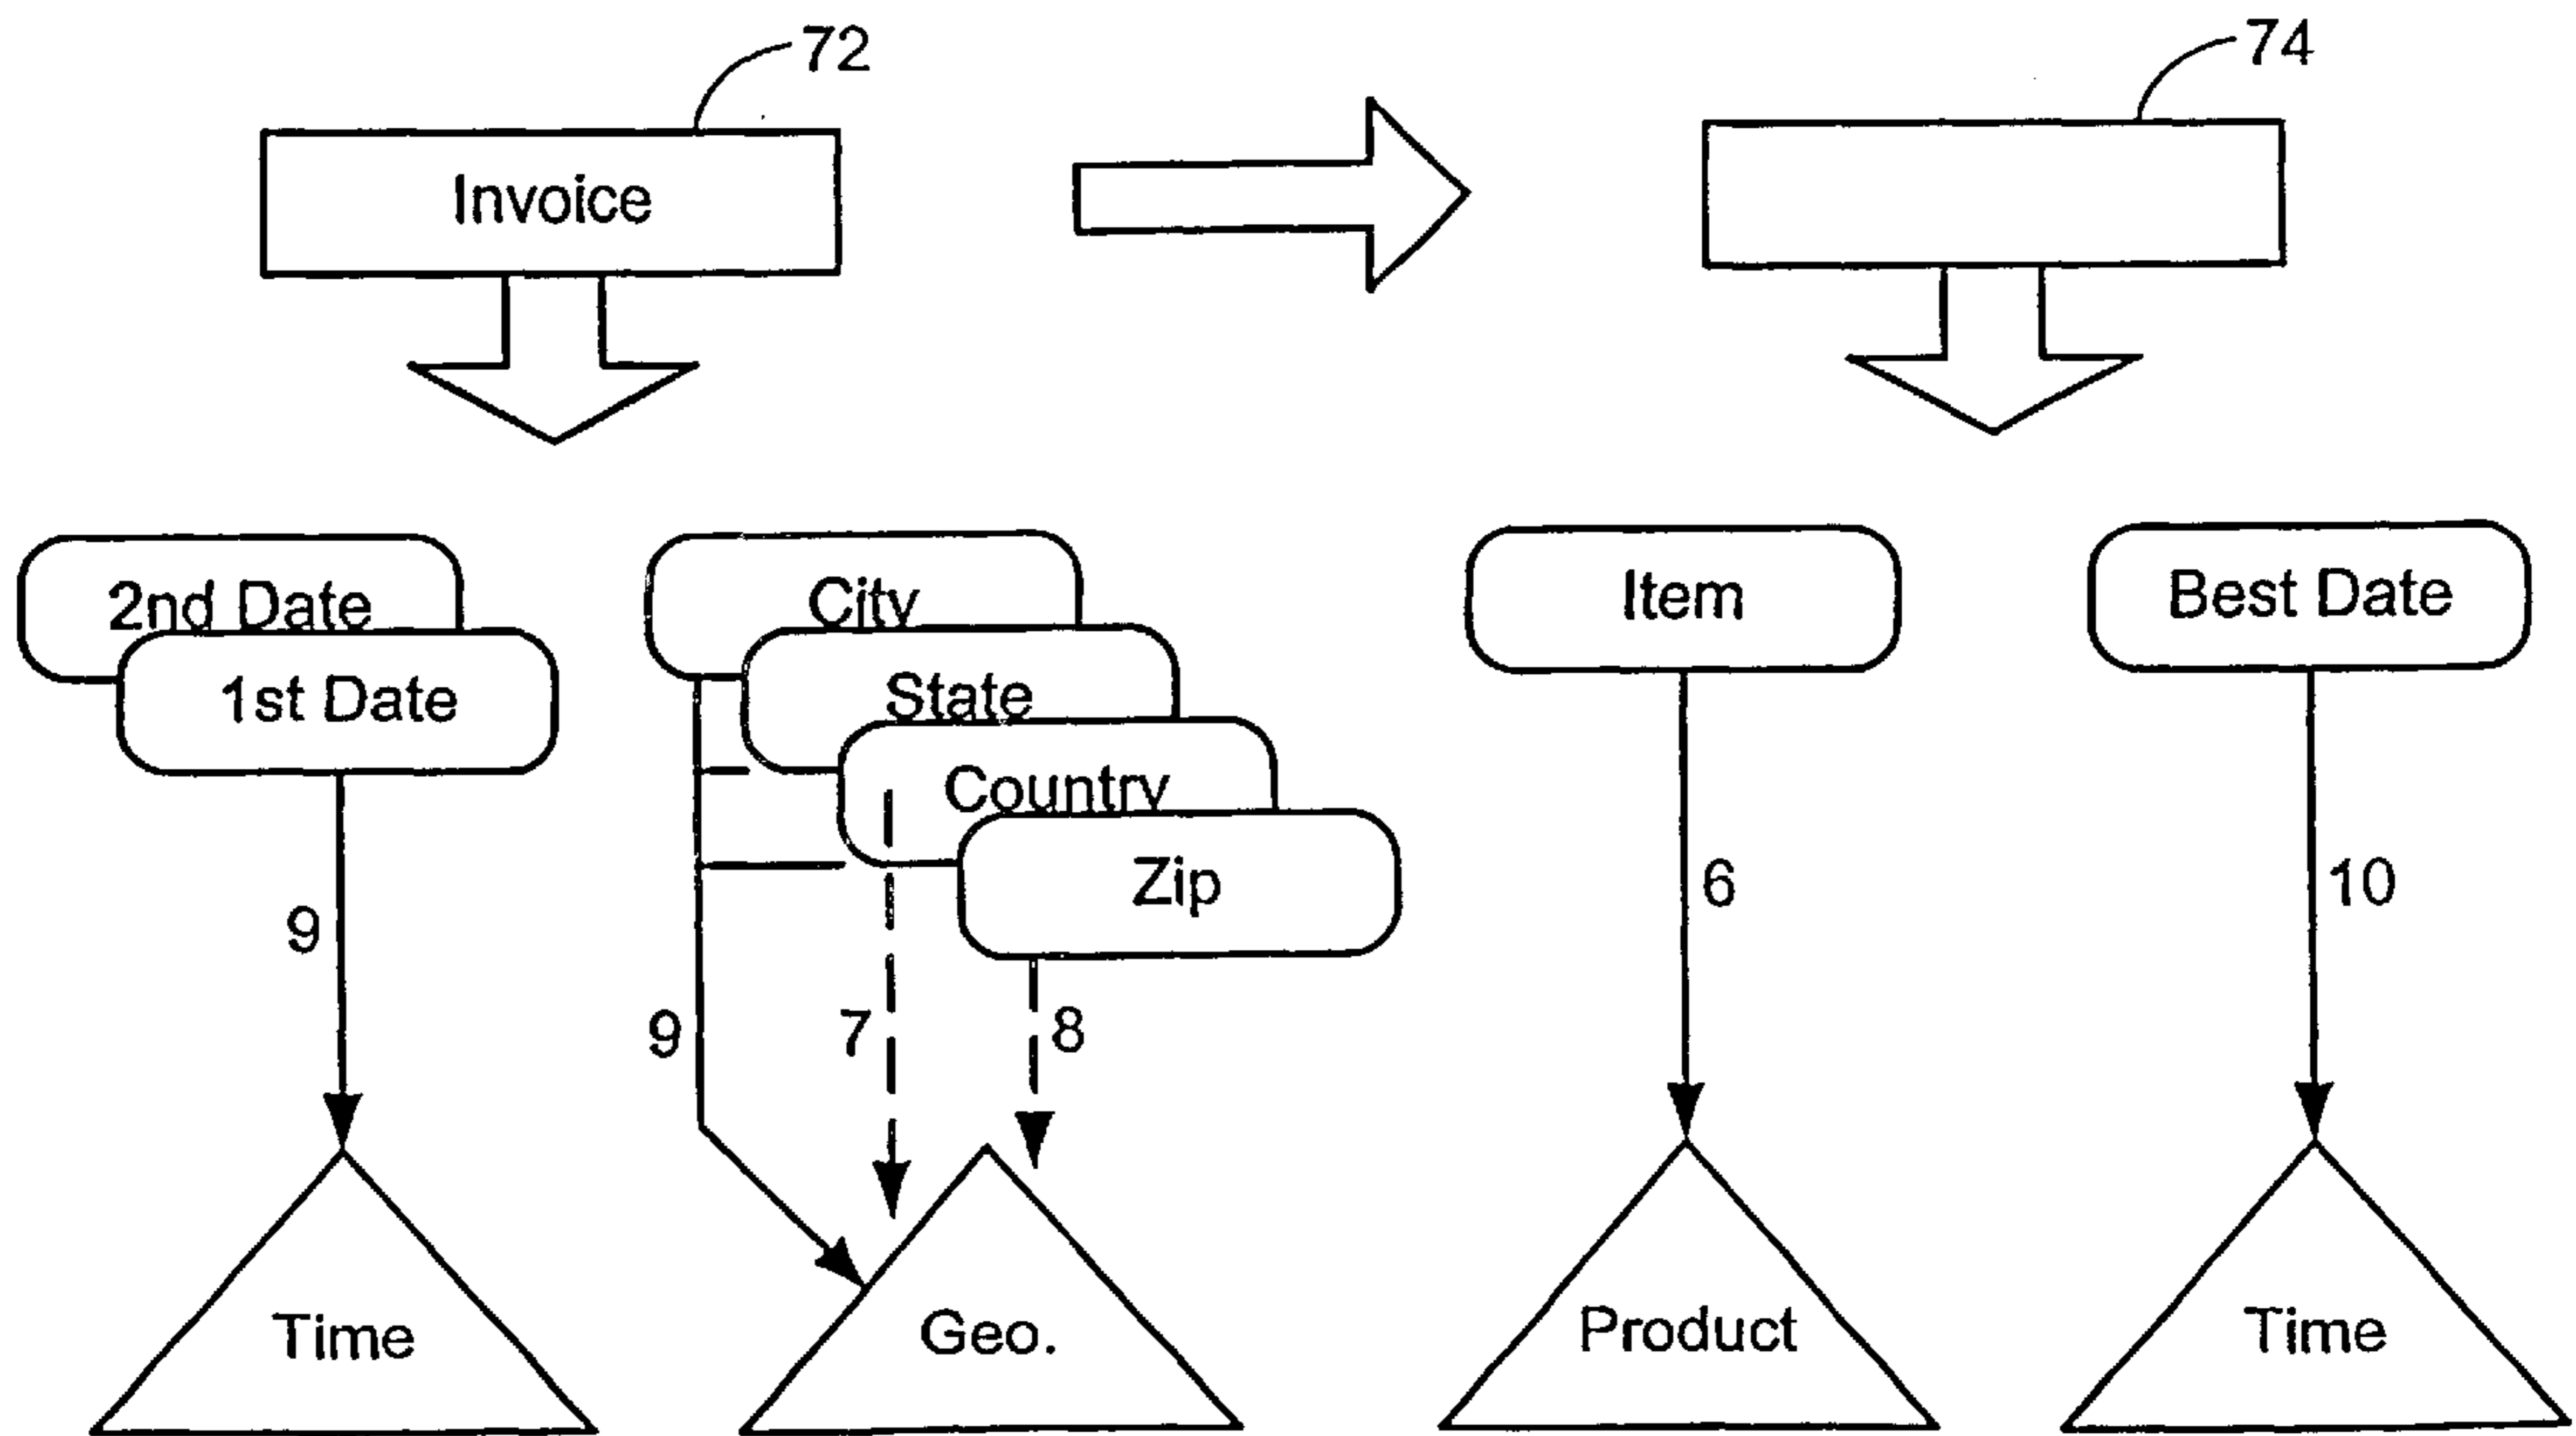 72
74
Invoice
2nd Date
1st Date
City
State
Country
Zip
Item
Best Date
9
9
7
8
6
10
Time
Geo.
Product
Time